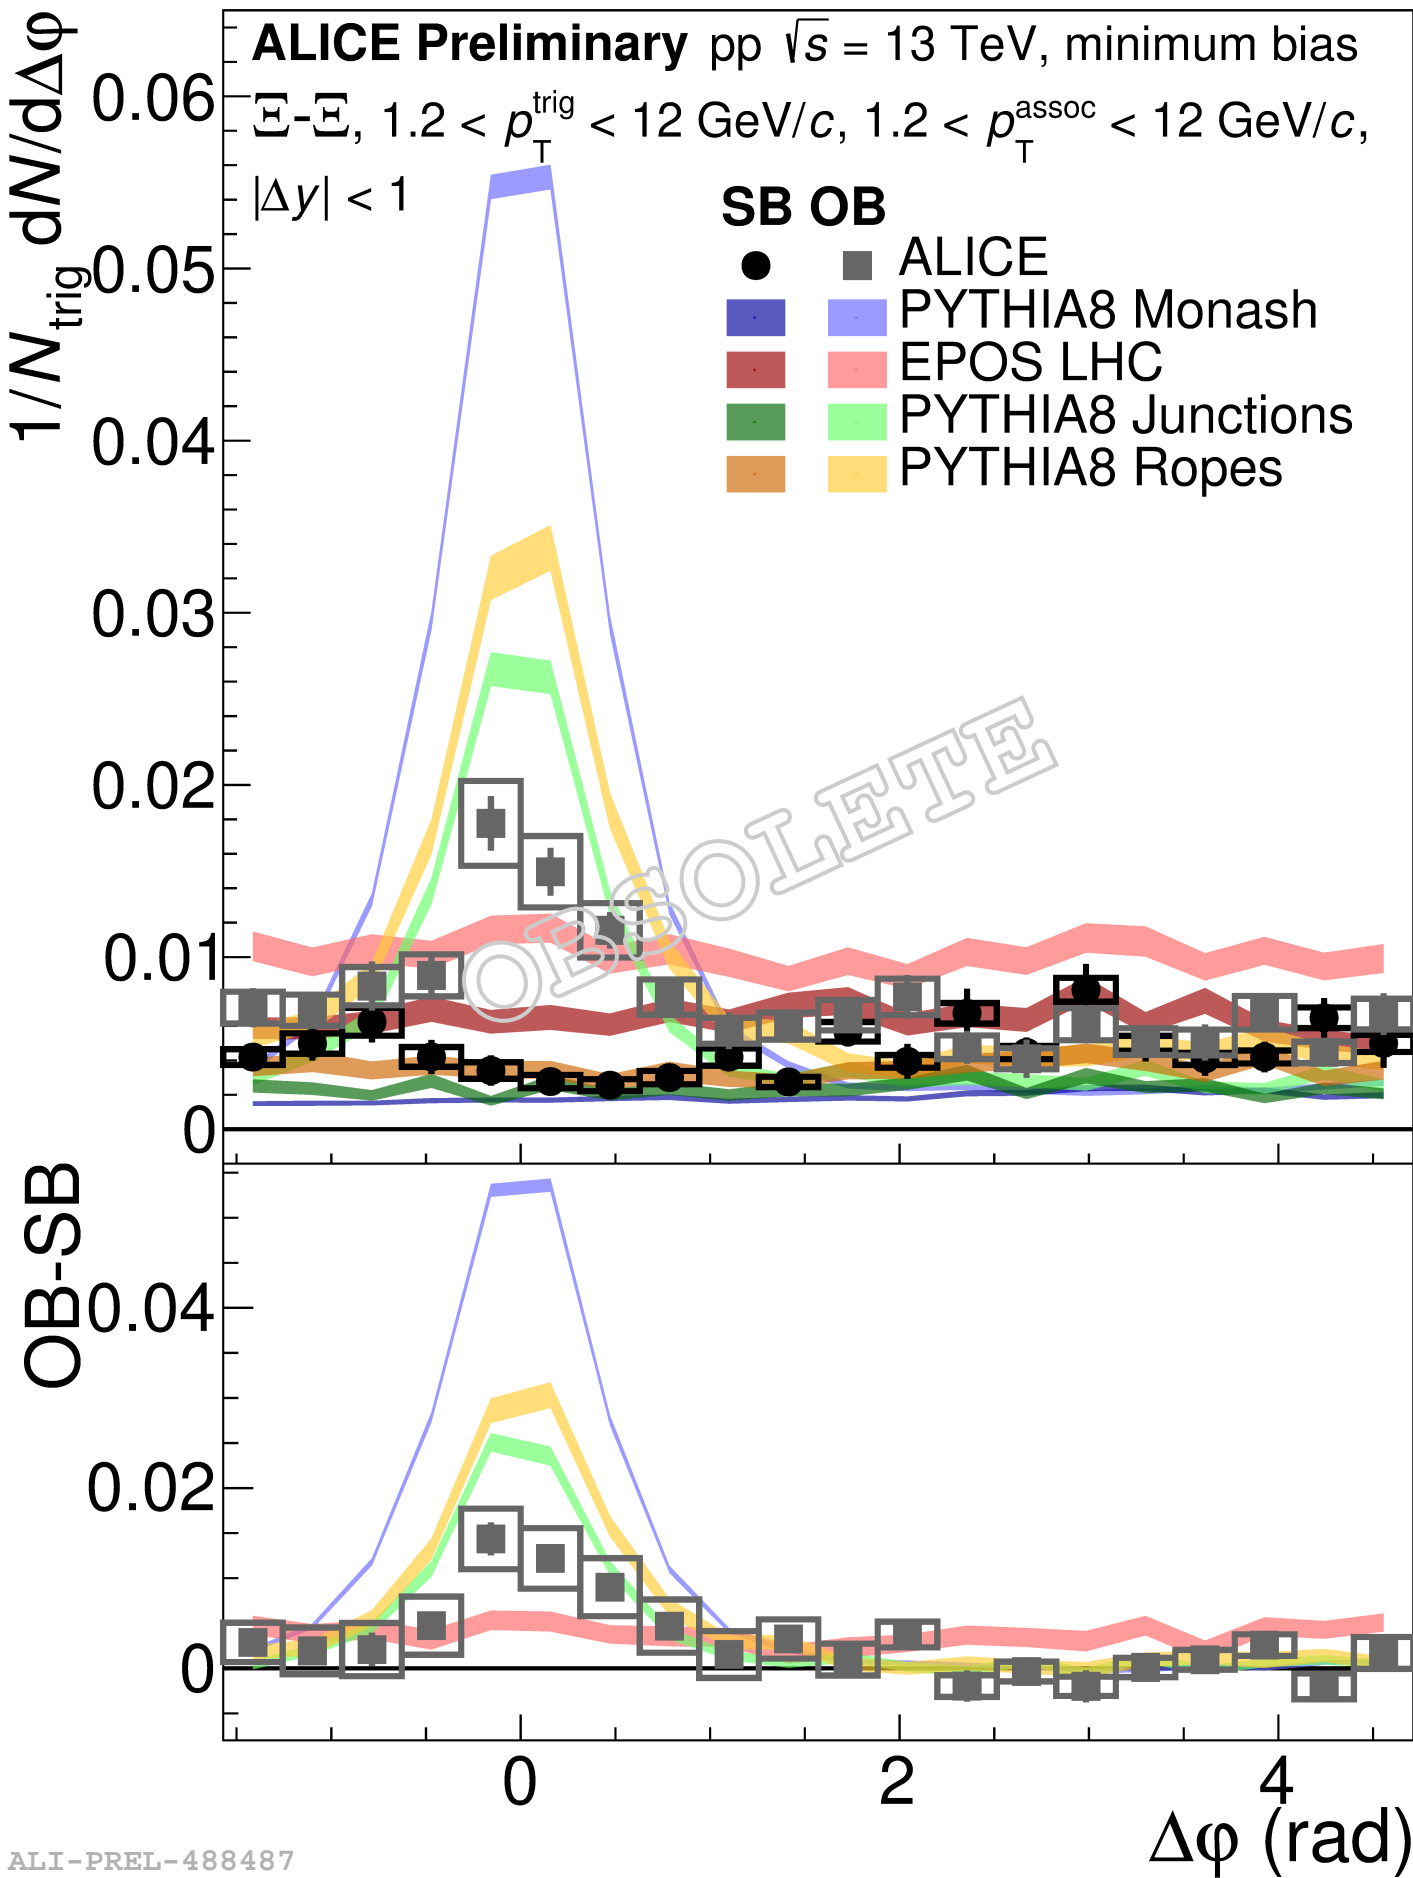 ALICE Preliminary pp √s = 13 TeV, minimum bias
Ξ-Ξ, 1.2 < p_T^trig < 12 GeV/c, 1.2 < p_T^assoc < 12 GeV/c,
|Δy| < 1
SB OB
ALICE
PYTHIA8 Monash
EPOS LHC
PYTHIA8 Junctions
PYTHIA8 Ropes
1/N_trig dN/dΔφ
0.06
0.05
0.04
0.03
0.02
0.01
0
OBSOLETE
OB-SB
0.04
0.02
0
0 2 4
Δφ (rad)
ALI-PREL-488487